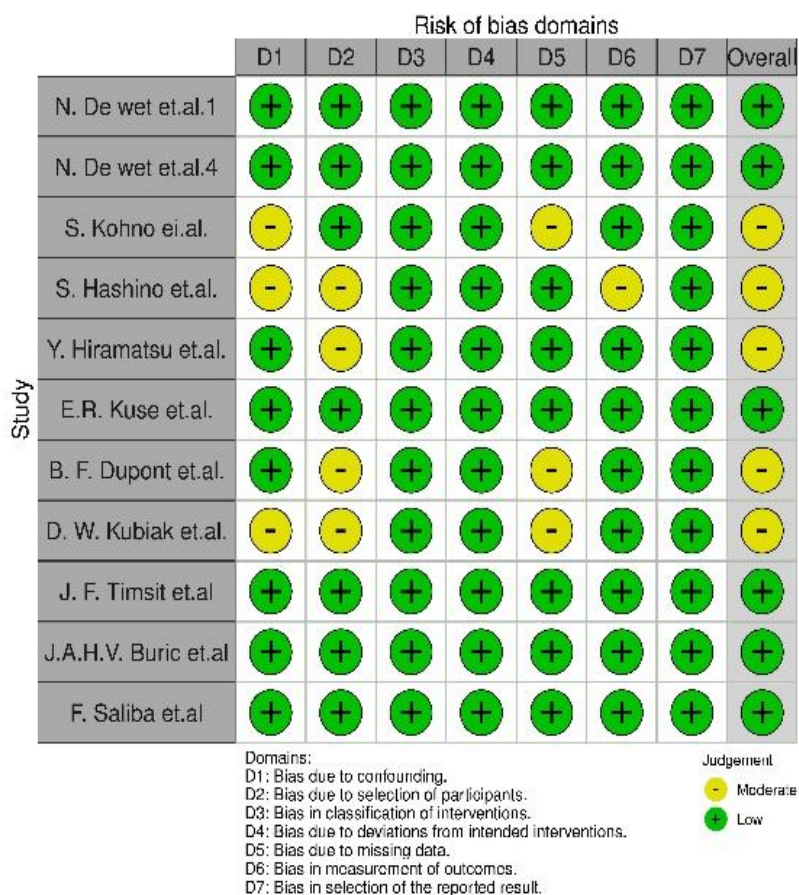 Risk of bias domains
D1 D2 D3 D4 D5 D6 D7 Overall
Study
N. De wet et.al.1 + + + + + + + +
N. De wet et.al.4 + + + + + + + +
S. Kohno ei.al. - + + + - + + -
S. Hashino et.al. - - + + + - + -
Y. Hiramatsu et.al. + - + + + + + -
E.R. Kuse et.al. + + + + + + + +
B. F. Dupont et.al. + - + + - + + -
D. W. Kubiak et.al. - - + + - + + -
J. F. Timsit et.al + + + + + + + +
J.A.H.V. Buric et.al + + + + + + + +
F. Saliba et.al + + + + + + + +
Domains:
D1: Bias due to confounding.
D2: Bias due to selection of participants.
D3: Bias in classification of interventions.
D4: Bias due to deviations from intended interventions.
D5: Bias due to missing data.
D6: Bias in measurement of outcomes.
D7: Bias in selection of the reported result.
Judgement
- Moderate
+ Low